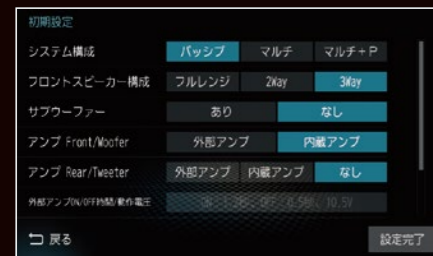 初期設定
システム構成 パッシブ マルチ マルチ+P
フロントスピーカー構成 フルレンジ 2Way 3Way
サブウーファー あり なし
アンプ Front/Woofer 外部アンプ 内蔵アンプ
アンプ Rear/Tweeter 外部アンプ 内蔵アンプ なし
外部アンプON/OFF時間/動作電圧
戻る 設定完了